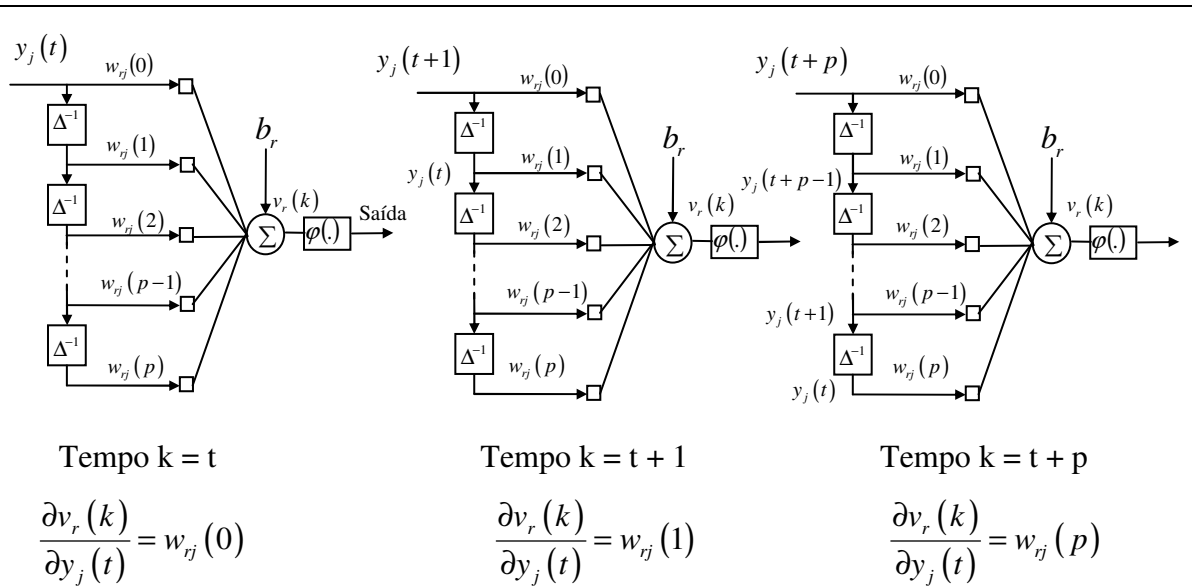 y_j(t)
w_rj(0)
Δ⁻¹
w_rj(1)
Δ⁻¹
w_rj(2)
w_rj(p−1)
Δ⁻¹
w_rj(p)
b_r
v_r(k)
Σ
φ(.)
Saída
y_j(t+1)
w_rj(0)
Δ⁻¹
w_rj(1)
y_j(t)
Δ⁻¹
w_rj(2)
w_rj(p−1)
Δ⁻¹
w_rj(p)
b_r
v_r(k)
Σ
φ(.)
y_j(t+p)
w_rj(0)
Δ⁻¹
w_rj(1)
y_j(t+p−1)
Δ⁻¹
w_rj(2)
w_rj(p−1)
y_j(t+1)
Δ⁻¹
w_rj(p)
y_j(t)
b_r
v_r(k)
Σ
φ(.)
Tempo k = t
Tempo k = t + 1
Tempo k = t + p
∂v_r(k)/∂y_j(t) = w_rj(0)
∂v_r(k)/∂y_j(t) = w_rj(1)
∂v_r(k)/∂y_j(t) = w_rj(p)